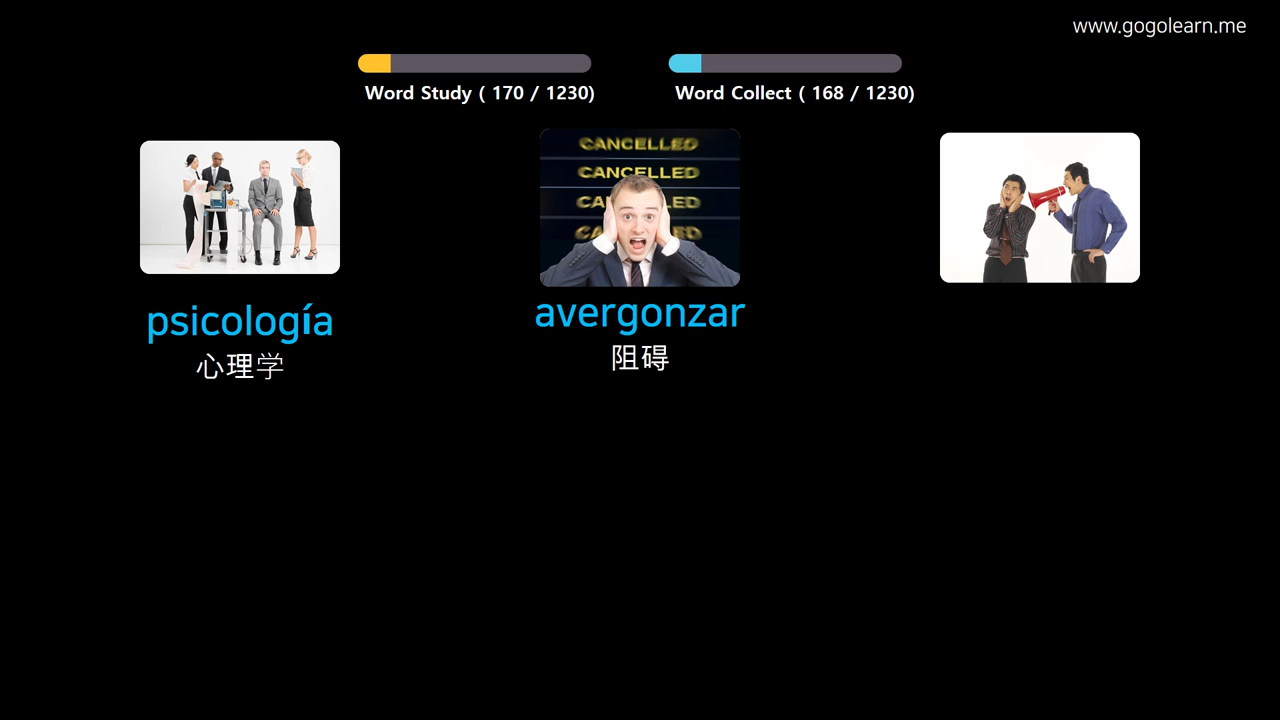 www.gogolearn.me
Word Study ( 170 / 1230)
Word Collect ( 168 / 1230)
CANCELLED
CANCELLED
psicología
心理学
avergonzar
阻碍